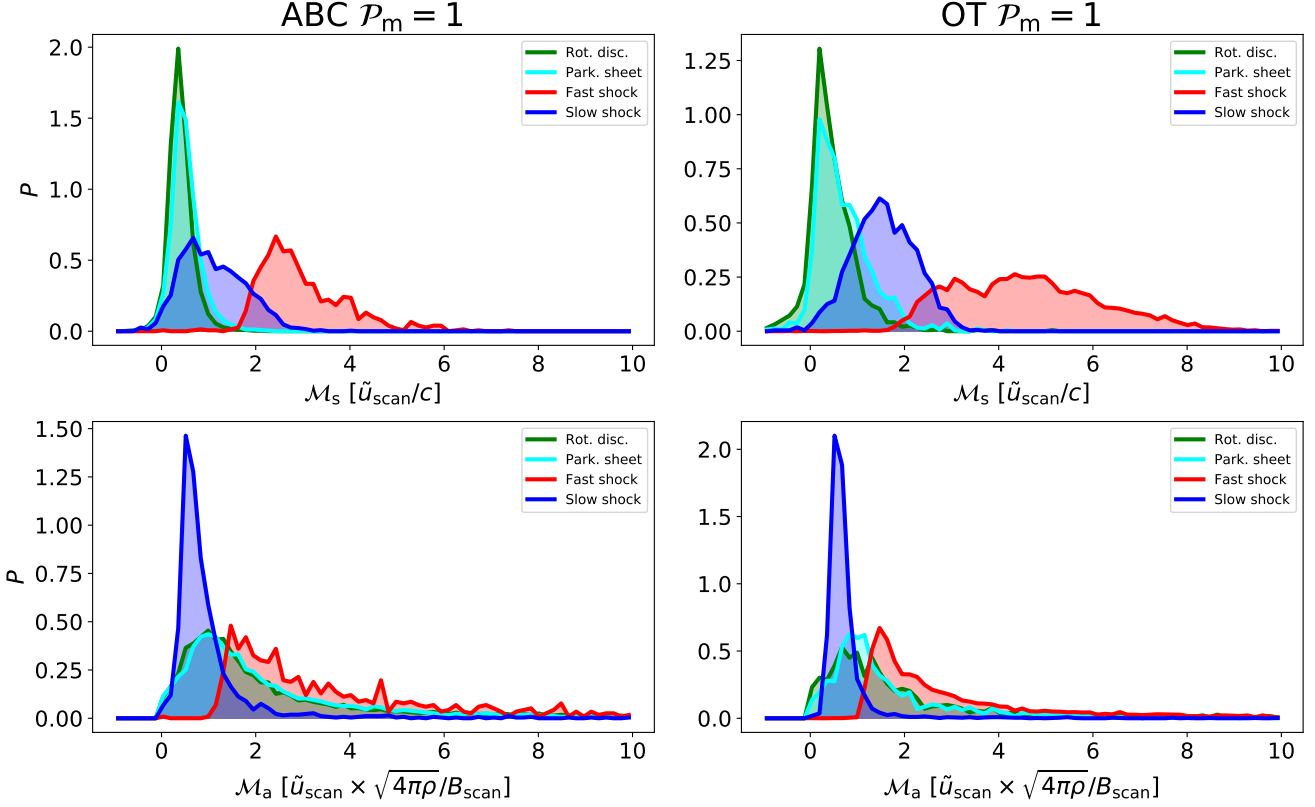 ABC 𝒫m = 1
P
2.0
1.5
1.0
0.5
0.0
0 2 4 6 8 10
ℳs [ũscan/c]
Rot. disc.
Park. sheet
Fast shock
Slow shock
OT 𝒫m = 1
1.25
1.00
0.75
0.50
0.25
0.00
0 2 4 6 8 10
ℳs [ũscan/c]
Rot. disc.
Park. sheet
Fast shock
Slow shock
P
1.50
1.25
1.00
0.75
0.50
0.25
0.00
0 2 4 6 8 10
ℳa [ũscan × √4πρ/Bscan]
Rot. disc.
Park. sheet
Fast shock
Slow shock
2.0
1.5
1.0
0.5
0.0
0 2 4 6 8 10
ℳa [ũscan × √4πρ/Bscan]
Rot. disc.
Park. sheet
Fast shock
Slow shock